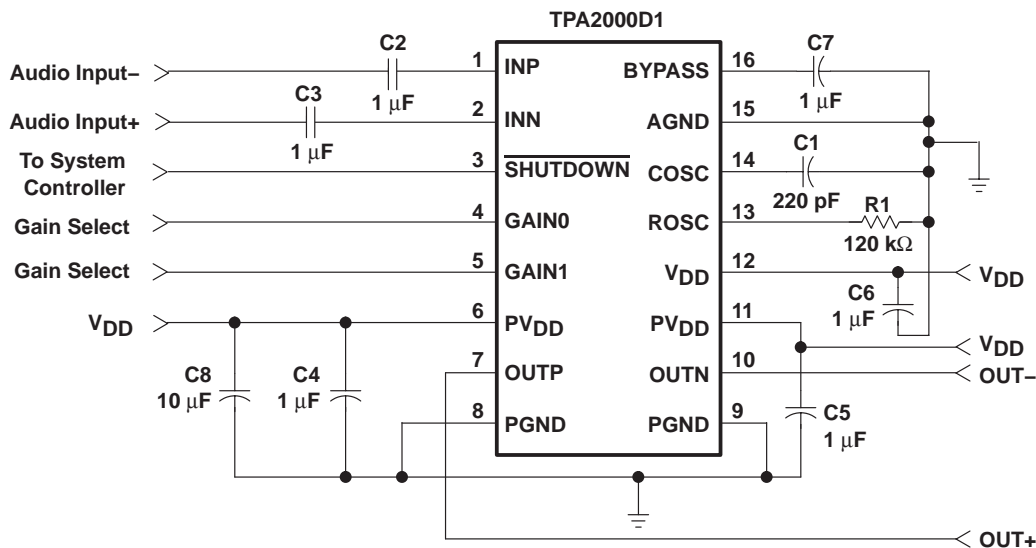 TPA2000D1
Audio Input–
C2
1 μF
1
INP
BYPASS
16
C7
1 μF
Audio Input+
C3
1 μF
2
INN
AGND
15
To System
Controller
3
SHUTDOWN
COSC
14
C1
220 pF
Gain Select
4
GAIN0
ROSC
13
R1
120 kΩ
Gain Select
5
GAIN1
VDD
12
C6
1 μF
VDD
VDD
6
PVDD
PVDD
11
VDD
C8
10 μF
C4
1 μF
7
OUTP
OUTN
10
OUT–
8
PGND
PGND
9
C5
1 μF
OUT+